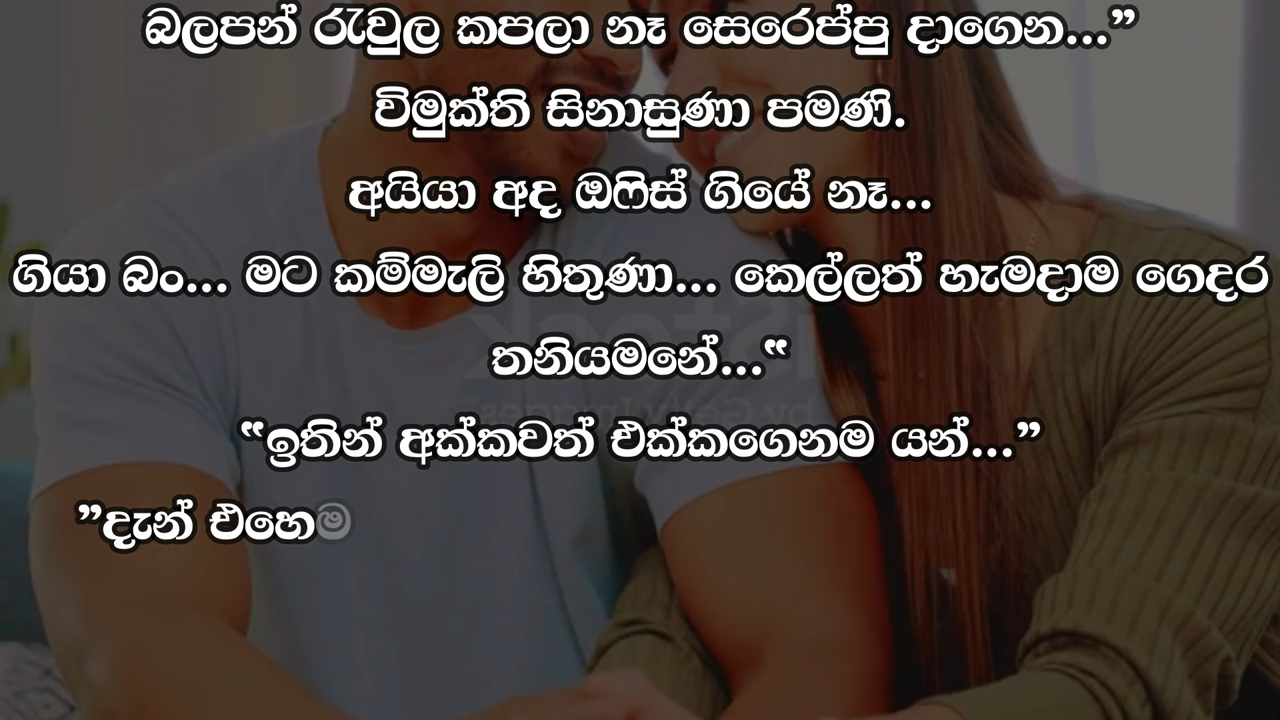 බලපන් රැවුල කපලා නෑ සෙරෙප්පු දාගෙන...”
විමුක්ති සිනාසුණා පමණි.
අයියා අද ඔෆිස් ගියේ නෑ...
ගියා බං... මට කම්මැලි හිතුණා... කෙල්ලත් හැමදාම ගෙදර
තනියමනේ...“
“ඉතින් අක්කවත් එක්කගෙනම යන්...”
”දැන් එහෙම